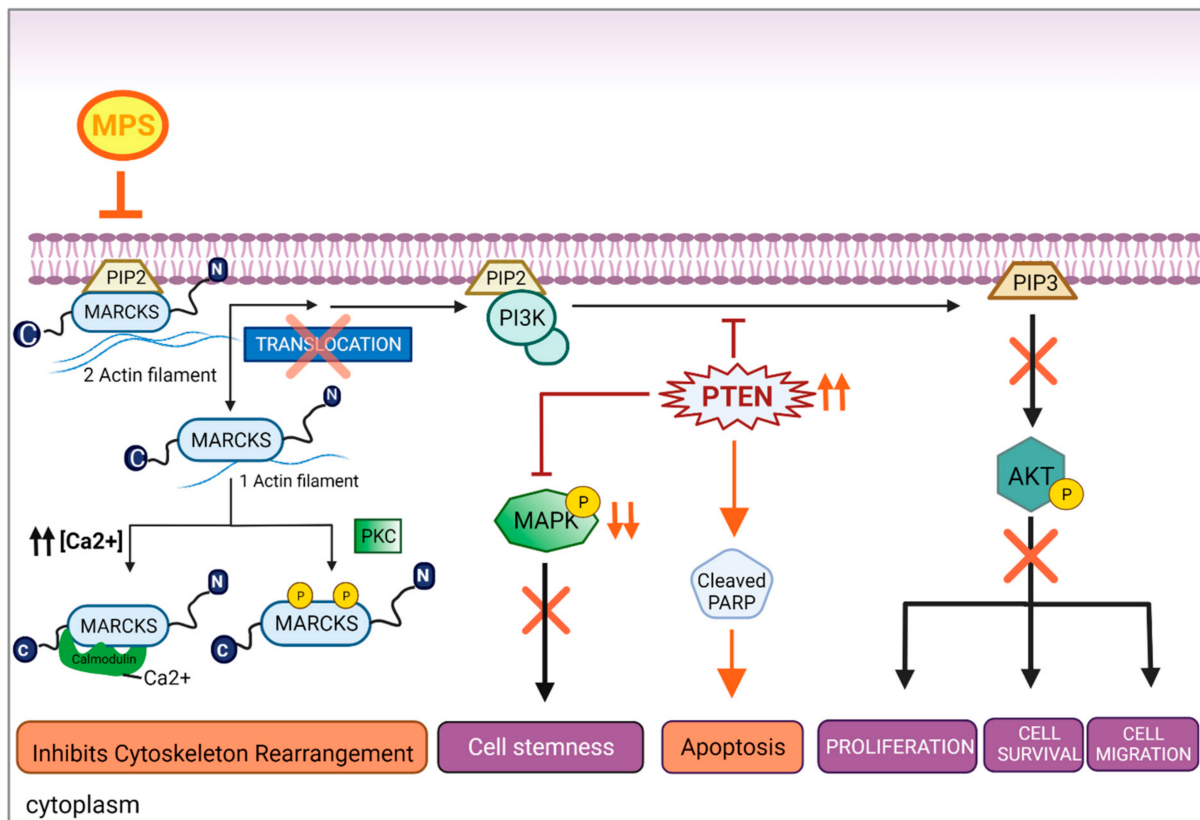 MPS
PIP2
N
MARCKS
C
2 Actin filament
TRANSLOCATION
PIP2
PI3K
PIP3
PTEN
N
MARCKS
C
1 Actin filament
AKT
P
P
MAPK
[Ca2+]
PKC
Cleaved
PARP
N
MARCKS
C
Calmodulin
Ca2+
P
P
N
MARCKS
C
Inhibits Cytoskeleton Rearrangement
Cell stemness
Apoptosis
PROLIFERATION
CELL
SURVIVAL
CELL
MIGRATION
cytoplasm